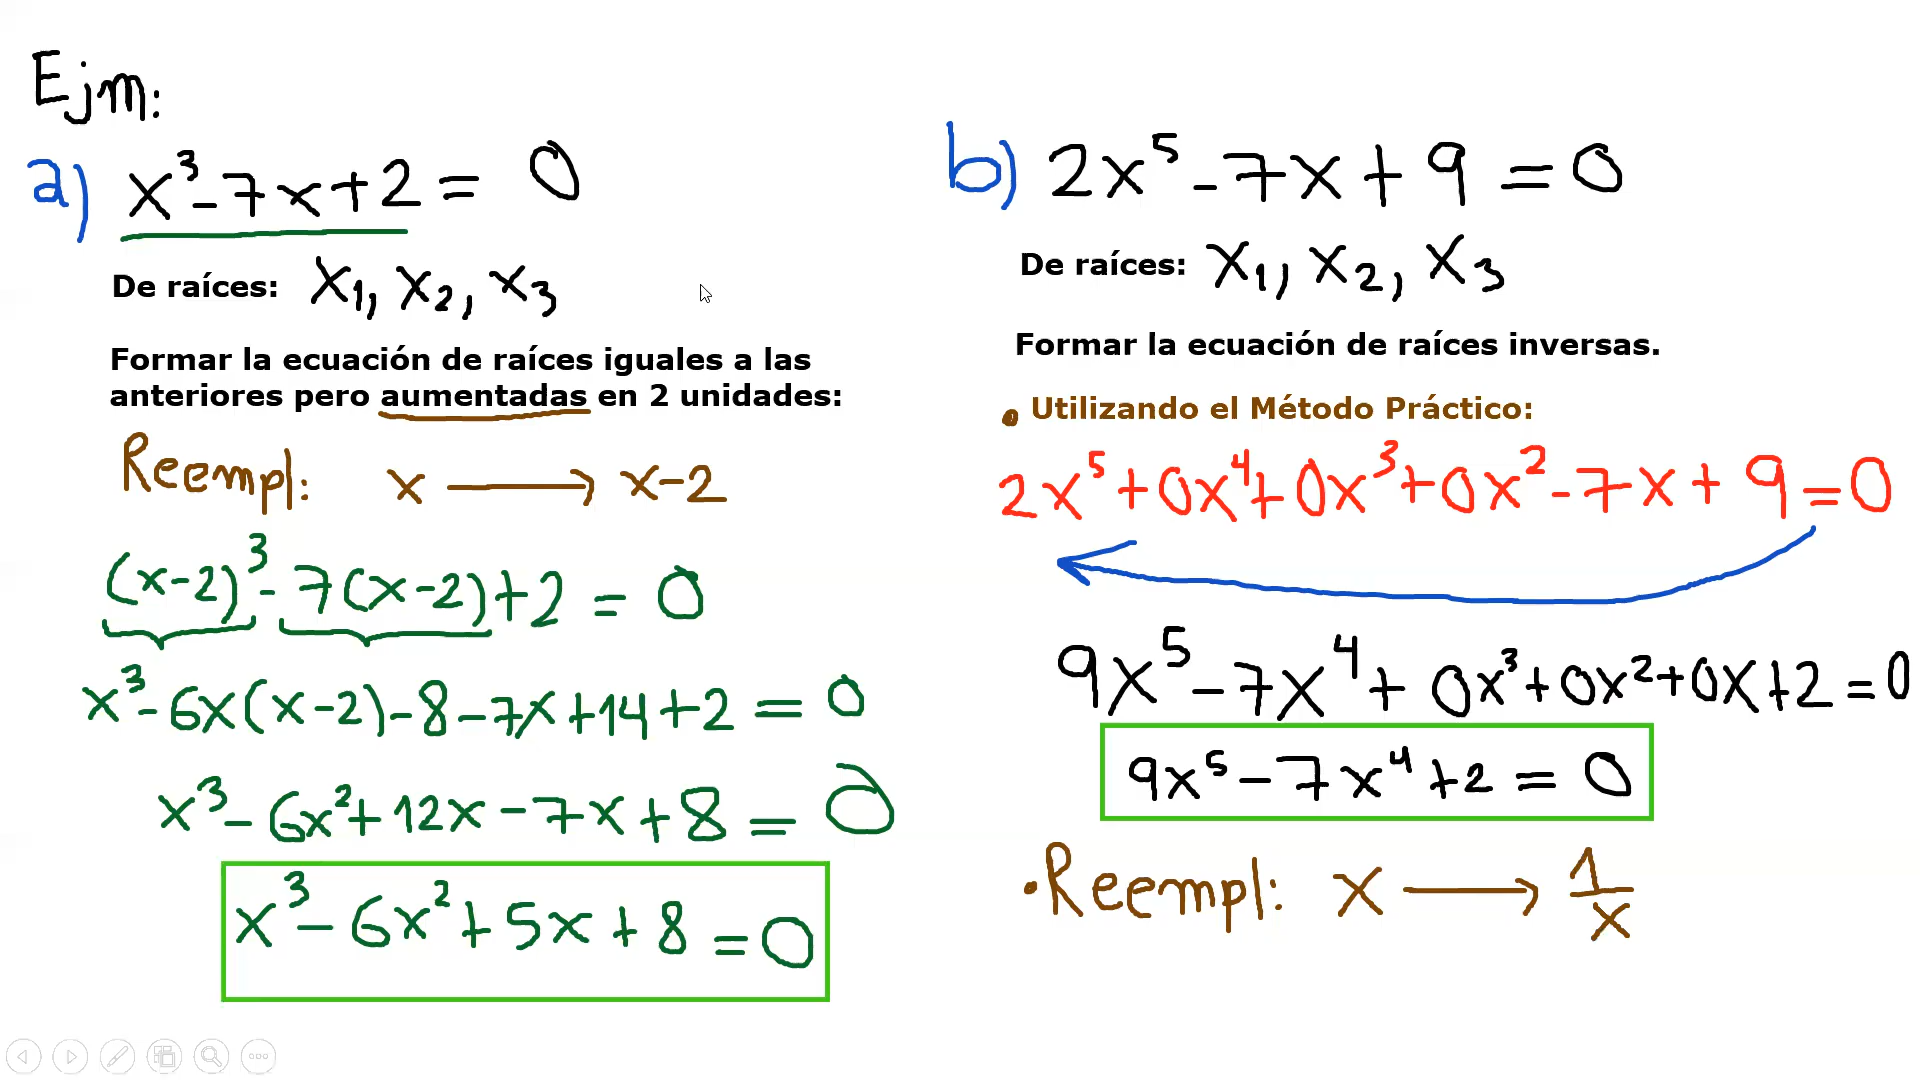 Ejm:
a) x³-7x+2 = 0
De raíces: x₁, x₂, x₃
Formar la ecuación de raíces iguales a las
anteriores pero aumentadas en 2 unidades:
Reempl: x ⟶ x-2
(x-2)³ - 7(x-2)+2 = 0
x³-6x(x-2)-8-7x+14+2 = 0
x³-6x²+12x-7x+8 = 0
x³-6x²+5x+8 = 0
b) 2x⁵-7x+9 = 0
De raíces: x₁, x₂, x₃
Formar la ecuación de raíces inversas.
• Utilizando el Método Práctico:
2x⁵+0x⁴+0x³+0x²-7x+9=0
9x⁵-7x⁴+0x³+0x²+0x+2=0
9x⁵-7x⁴+2 = 0
• Reempl: x ⟶ 1/x